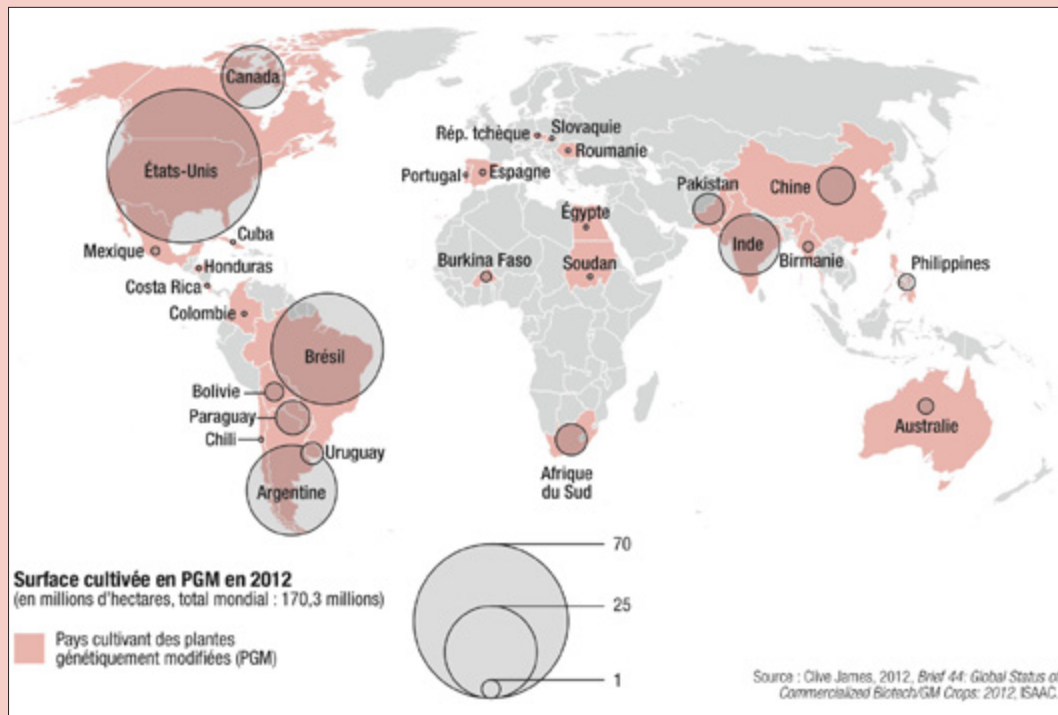 Canada
États-Unis
Mexique
Cuba
Honduras
Costa Rica
Colombie
Brésil
Bolivie
Paraguay
Chili
Uruguay
Argentine
Rép. tchèque
Slovaquie
Roumanie
Portugal
Espagne
Égypte
Burkina Faso
Soudan
Afrique
du Sud
Pakistan
Chine
Inde
Birmanie
Philippines
Australie
70
25
1
Surface cultivée en PGM en 2012
(en millions d'hectares, total mondial : 170,3 millions)
Pays cultivant des plantes
génétiquement modifiées (PGM)
Source : Clive James, 2012, Brief 44: Global Status of
Commercialized Biotech/GM Crops: 2012, ISAAC.